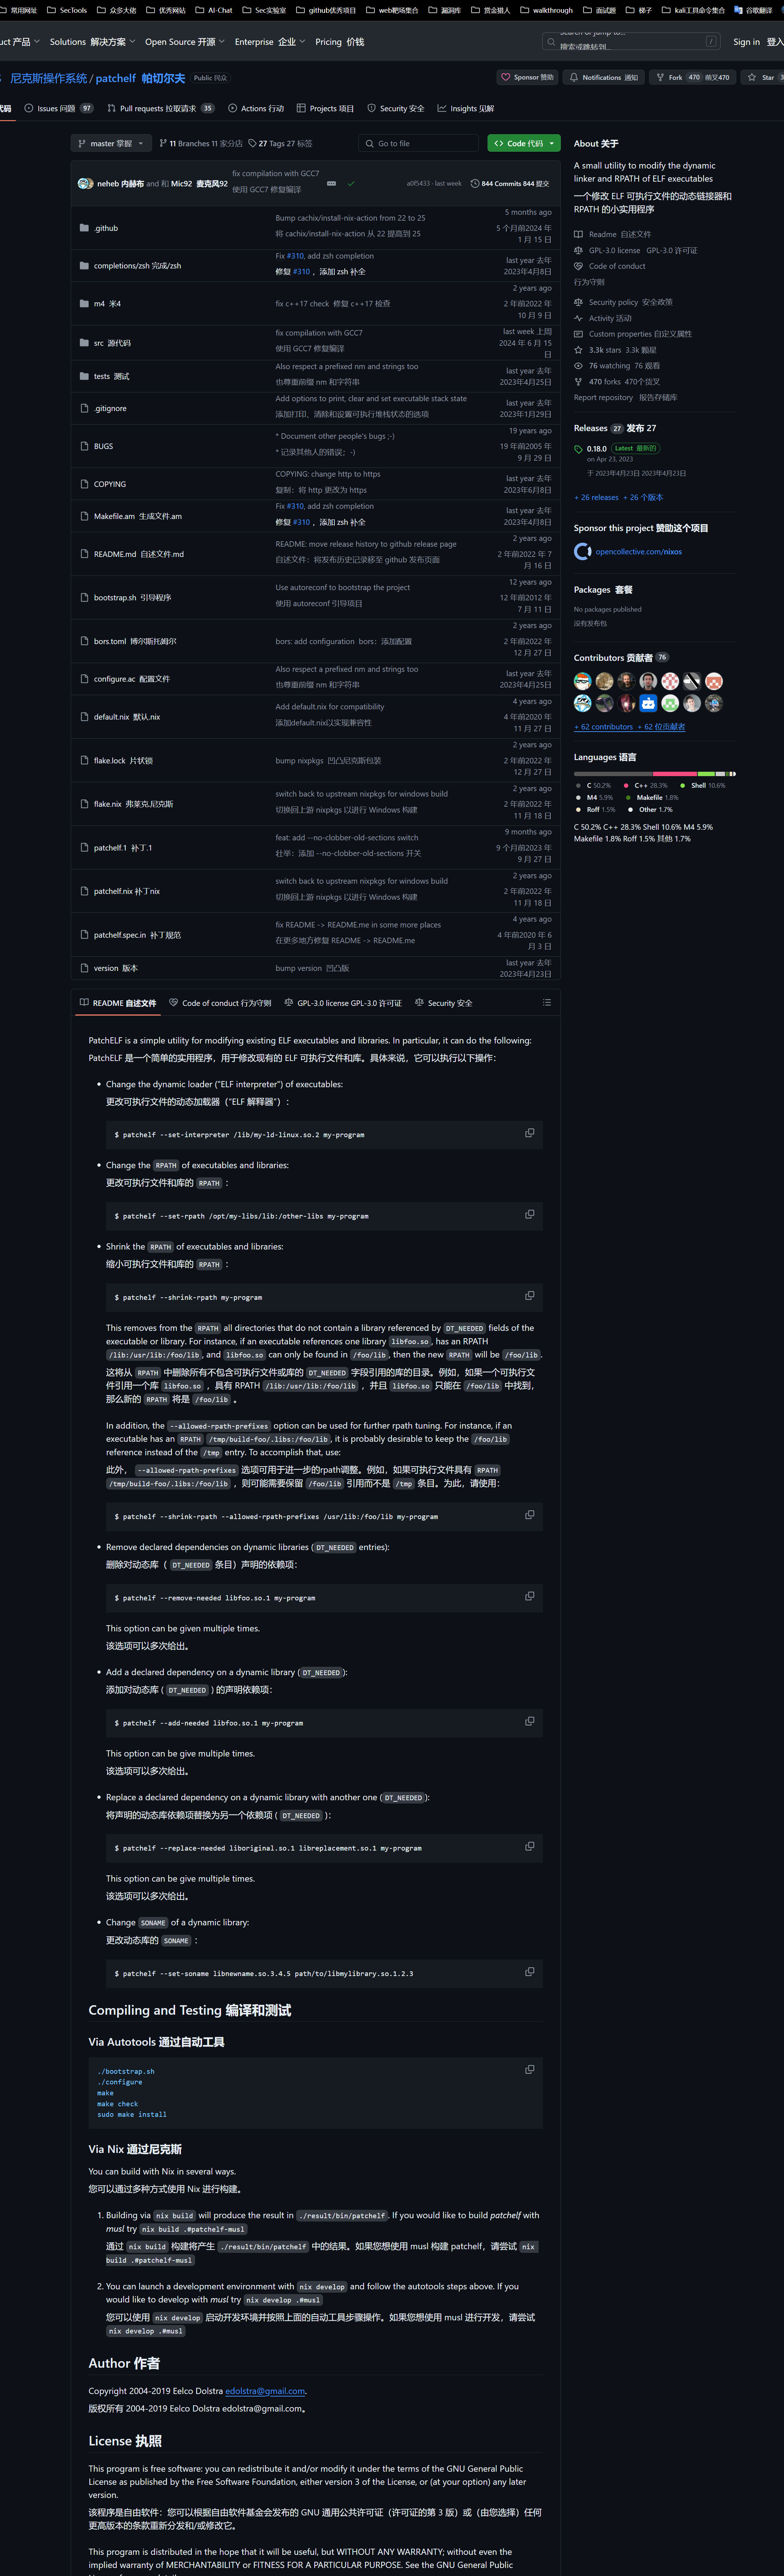 常用网址
SecTools
众多大佬
优秀网站
AI-Chat
Sec实验室
github优秀项目
web靶场集合
漏洞库
赏金猎人
walkthrough
面试题
梯子
kali工具命令集合
谷歌翻译
uct 产品
Solutions 解决方案
Open Source 开源
Enterprise 企业
Pricing 价钱
搜索或跳转到...
/
Sign in 登入
尼克斯操作系统 / patchelf 帕切尔夫
Public 民众
Sponsor 赞助
Notifications 通知
Fork 470 前叉470
Star
代码
Issues 问题 97
Pull requests 拉取请求 35
Actions 行动
Projects 项目
Security 安全
Insights 见解
master 掌握
11 Branches 11 家分店
27 Tags 27 标签
Go to file
Code 代码
neheb 内赫布 and 和 Mic92 麦克风92
fix compilation with GCC7
使用 GCC7 修复编译
a0f5433 · last week
844 Commits 844 提交
.github
Bump cachix/install-nix-action from 22 to 25
将 cachix/install-nix-action 从 22 提高到 25
5 months ago
5 个月前2024 年
1 月 15 日
completions/zsh 完成/zsh
Fix #310, add zsh completion
修复 #310 ，添加 zsh 补全
last year 去年
2023年4月8日
m4 米4
fix c++17 check 修复 c++17 检查
2 years ago
2 年前2022 年
10 月 9 日
src 源代码
fix compilation with GCC7
使用 GCC7 修复编译
last week 上周
2024 年 6 月 15
日
tests 测试
Also respect a prefixed nm and strings too
也尊重前缀 nm 和字符串
last year 去年
2023年4月25日
.gitignore
Add options to print, clear and set executable stack state
添加打印、清除和设置可执行堆栈状态的选项
last year 去年
2023年1月29日
BUGS
* Document other people's bugs ;-)
* 记录其他人的错误；-)
19 years ago
19 年前2005 年
9 月 29 日
COPYING
COPYING: change http to https
复制：将 http 更改为 https
last year 去年
2023年6月8日
Makefile.am 生成文件.am
Fix #310, add zsh completion
修复 #310 ，添加 zsh 补全
last year 去年
2023年4月8日
README.md 自述文件.md
README: move release history to github release page
自述文件：将发布历史记录移至 github 发布页面
2 years ago
2 年前2022 年 7
月 16 日
bootstrap.sh 引导程序
Use autoreconf to bootstrap the project
使用 autoreconf 引导项目
12 years ago
12 年前2012 年
7 月 11 日
bors.toml 博尔斯托姆尔
bors: add configuration bors：添加配置
2 years ago
2 年前2022 年
12 月 27 日
configure.ac 配置文件
Also respect a prefixed nm and strings too
也尊重前缀 nm 和字符串
last year 去年
2023年4月25日
default.nix 默认.nix
Add default.nix for compatibility
添加default.nix以实现兼容性
4 years ago
4 年前2020 年
11 月 27 日
flake.lock 片状锁
bump nixpkgs 凹凸尼克斯包装
2 years ago
2 年前2022 年
12 月 27 日
flake.nix 弗莱克.尼克斯
switch back to upstream nixpkgs for windows build
切换回上游 nixpkgs 以进行 Windows 构建
2 years ago
2 年前2022 年
11 月 18 日
patchelf.1 补丁.1
feat: add --no-clobber-old-sections switch
壮举：添加 --no-clobber-old-sections 开关
9 months ago
9 个月前2023 年
9 月 27 日
patchelf.nix 补丁nix
switch back to upstream nixpkgs for windows build
切换回上游 nixpkgs 以进行 Windows 构建
2 years ago
2 年前2022 年
11 月 18 日
patchelf.spec.in 补丁规范
fix README -> README.me in some more places
在更多地方修复 README -> README.me
4 years ago
4 年前2020 年 6
月 3 日
version 版本
bump version 凹凸版
last year 去年
2023年4月23日
About 关于
A small utility to modify the dynamic
linker and RPATH of ELF executables
一个修改 ELF 可执行文件的动态链接器和
RPATH 的小实用程序
Readme 自述文件
GPL-3.0 license GPL-3.0 许可证
Code of conduct
行为守则
Security policy 安全政策
Activity 活动
Custom properties 自定义属性
3.3k stars 3.3k 颗星
76 watching 76 观看
470 forks 470个货叉
Report repository 报告存储库
Releases 27 发布 27
0.18.0 Latest 最新的
on Apr 23, 2023
于 2023年4月23日 2023年4月23日
+ 26 releases + 26 个版本
Sponsor this project 赞助这个项目
opencollective.com/nixos
Packages 套餐
No packages published
没有发布包
Contributors 贡献者 76
+ 62 contributors + 62 位贡献者
Languages 语言
C 50.2% C++ 28.3% Shell 10.6%
M4 5.9% Makefile 1.8%
Roff 1.5% Other 1.7%
C 50.2% C++ 28.3% Shell 10.6% M4 5.9%
Makefile 1.8% Roff 1.5% 其他 1.7%
README 自述文件
Code of conduct 行为守则
GPL-3.0 license GPL-3.0 许可证
Security 安全
PatchELF is a simple utility for modifying existing ELF executables and libraries. In particular, it can do the following:
PatchELF 是一个简单的实用程序，用于修改现有的 ELF 可执行文件和库。具体来说，它可以执行以下操作：
• Change the dynamic loader ("ELF interpreter") of executables:
更改可执行文件的动态加载器（“ELF 解释器”）：
$ patchelf --set-interpreter /lib/my-ld-linux.so.2 my-program
• Change the RPATH of executables and libraries:
更改可执行文件和库的 RPATH ：
$ patchelf --set-rpath /opt/my-libs/lib:/other-libs my-program
• Shrink the RPATH of executables and libraries:
缩小可执行文件和库的 RPATH ：
$ patchelf --shrink-rpath my-program
This removes from the RPATH all directories that do not contain a library referenced by DT_NEEDED fields of the
executable or library. For instance, if an executable references one library libfoo.so, has an RPATH
/lib:/usr/lib:/foo/lib, and libfoo.so can only be found in /foo/lib, then the new RPATH will be /foo/lib.
这将从 RPATH 中删除所有不包含可执行文件或库的 DT_NEEDED 字段引用的库的目录。例如，如果一个可执行文
件引用一个库 libfoo.so ，具有 RPATH /lib:/usr/lib:/foo/lib ，并且 libfoo.so 只能在 /foo/lib 中找到，
那么新的 RPATH 将是 /foo/lib 。
In addition, the --allowed-rpath-prefixes option can be used for further rpath tuning. For instance, if an
executable has an RPATH /tmp/build-foo/.libs:/foo/lib, it is probably desirable to keep the /foo/lib
reference instead of the /tmp entry. To accomplish that, use:
此外， --allowed-rpath-prefixes 选项可用于进一步的rpath调整。例如，如果可执行文件具有 RPATH
/tmp/build-foo/.libs:/foo/lib ，则可能需要保留 /foo/lib 引用而不是 /tmp 条目。为此，请使用：
$ patchelf --shrink-rpath --allowed-rpath-prefixes /usr/lib:/foo/lib my-program
• Remove declared dependencies on dynamic libraries (DT_NEEDED entries):
删除对动态库（ DT_NEEDED 条目）声明的依赖项：
$ patchelf --remove-needed libfoo.so.1 my-program
This option can be given multiple times.
该选项可以多次给出。
• Add a declared dependency on a dynamic library (DT_NEEDED):
添加对动态库 ( DT_NEEDED ) 的声明依赖项：
$ patchelf --add-needed libfoo.so.1 my-program
This option can be give multiple times.
该选项可以多次给出。
• Replace a declared dependency on a dynamic library with another one (DT_NEEDED):
将声明的动态库依赖项替换为另一个依赖项 ( DT_NEEDED )：
$ patchelf --replace-needed liboriginal.so.1 libreplacement.so.1 my-program
This option can be give multiple times.
该选项可以多次给出。
• Change SONAME of a dynamic library:
更改动态库的 SONAME ：
$ patchelf --set-soname libnewname.so.3.4.5 path/to/libmylibrary.so.1.2.3
Compiling and Testing 编译和测试
Via Autotools 通过自动工具
./bootstrap.sh
./configure
make
make check
sudo make install
Via Nix 通过尼克斯
You can build with Nix in several ways.
您可以通过多种方式使用 Nix 进行构建。
1. Building via nix build will produce the result in ./result/bin/patchelf. If you would like to build patchelf with
musl try nix build .#patchelf-musl
通过 nix build 构建将产生 ./result/bin/patchelf 中的结果。如果您想使用 musl 构建 patchelf，请尝试 nix
build .#patchelf-musl
2. You can launch a development environment with nix develop and follow the autotools steps above. If you
would like to develop with musl try nix develop .#musl
您可以使用 nix develop 启动开发环境并按照上面的自动工具步骤操作。如果您想使用 musl 进行开发，请尝试
nix develop .#musl
Author 作者
Copyright 2004-2019 Eelco Dolstra edolstra@gmail.com.
版权所有 2004-2019 Eelco Dolstra edolstra@gmail.com。
License 执照
This program is free software: you can redistribute it and/or modify it under the terms of the GNU General Public
License as published by the Free Software Foundation, either version 3 of the License, or (at your option) any later
version.
该程序是自由软件：您可以根据自由软件基金会发布的 GNU 通用公共许可证（许可证的第 3 版）或（由您选择）任何
更高版本的条款重新分发和/或修改它。
This program is distributed in the hope that it will be useful, but WITHOUT ANY WARRANTY; without even the
implied warranty of MERCHANTABILITY or FITNESS FOR A PARTICULAR PURPOSE. See the GNU General Public